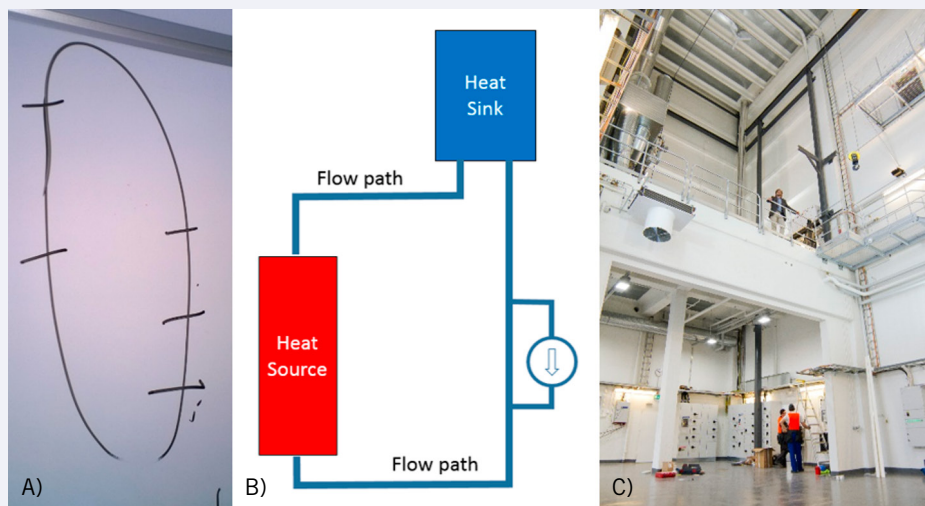 Heat
Sink
Flow path
Heat
Source
Flow path
A)
B)
C)